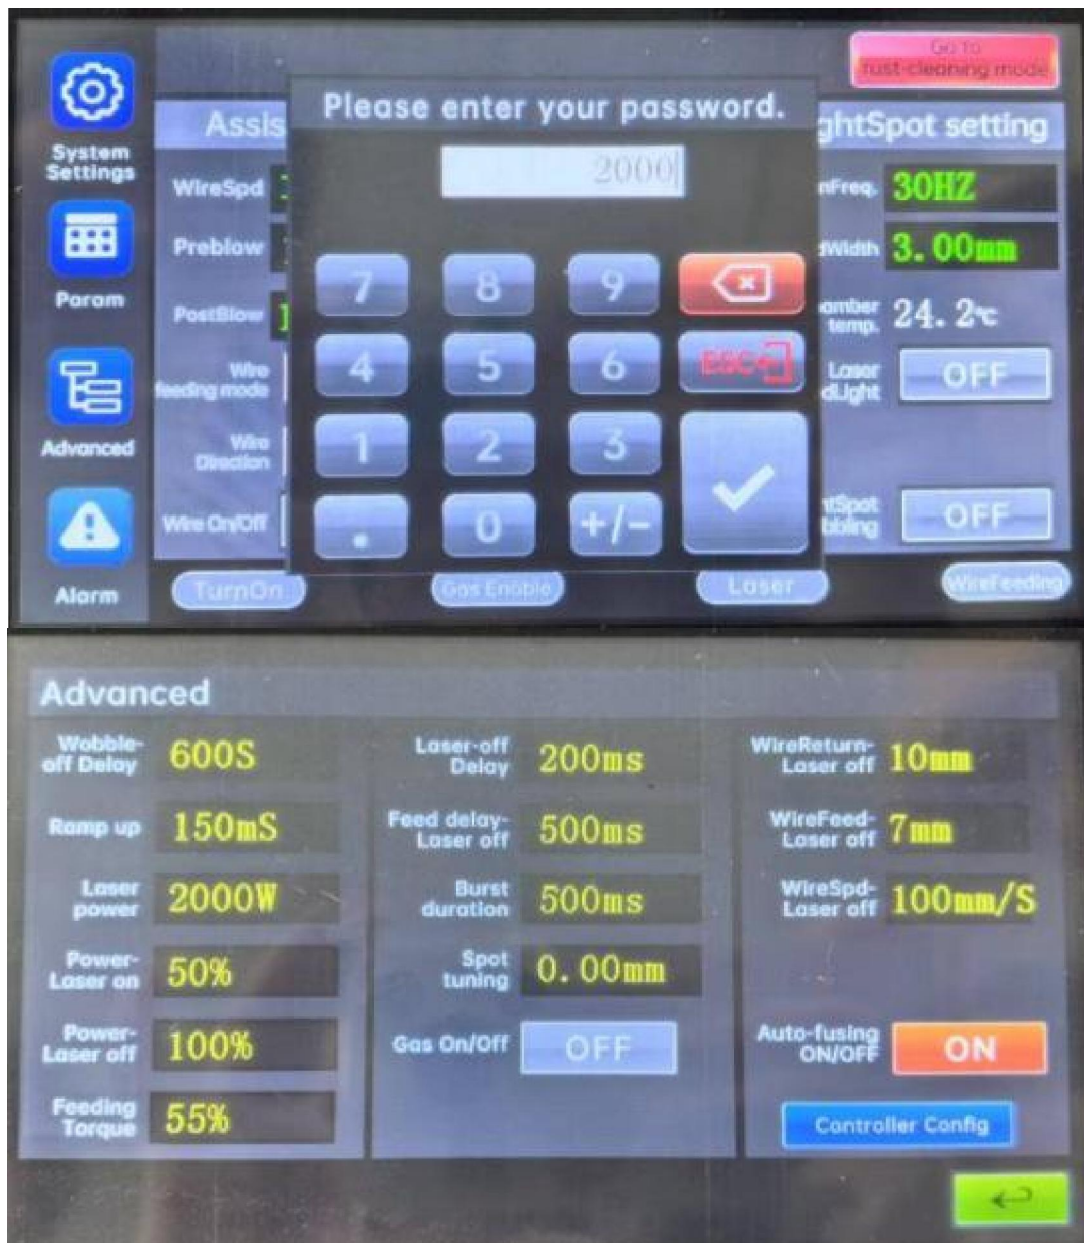 Go To
rust-cleaning mode
Please enter your password.
2000
System
Settings
Assis
ghtSpot setting
WireSpd
nFreq.
30HZ
Preblow
dWidth
3.00mm
Param
PostBlow
amber
temp.
24.2℃
7
8
9
Wire
feeding mode
4
5
6
ESC
Laser
dLight
OFF
Advanced
Wire
Direction
1
2
3
Wire On/Off
.
0
+/-
tSpot
bbling
OFF
Alarm
TurnOn
Gas Enable
Laser
WireFeeding
Advanced
Wobble-
off Delay
600S
Ramp up
150mS
Laser
power
2000W
Power-
Laser on
50%
Power-
Laser off
100%
Feeding
Torque
55%
Laser-off
Delay
200ms
Feed delay-
Laser off
500ms
Burst
duration
500ms
Spot
tuning
0.00mm
Gas On/Off
OFF
WireReturn-
Laser off
10mm
WireFeed-
Laser off
7mm
WireSpd-
Laser off
100mm/S
Auto-fusing
ON/OFF
ON
Controller Config